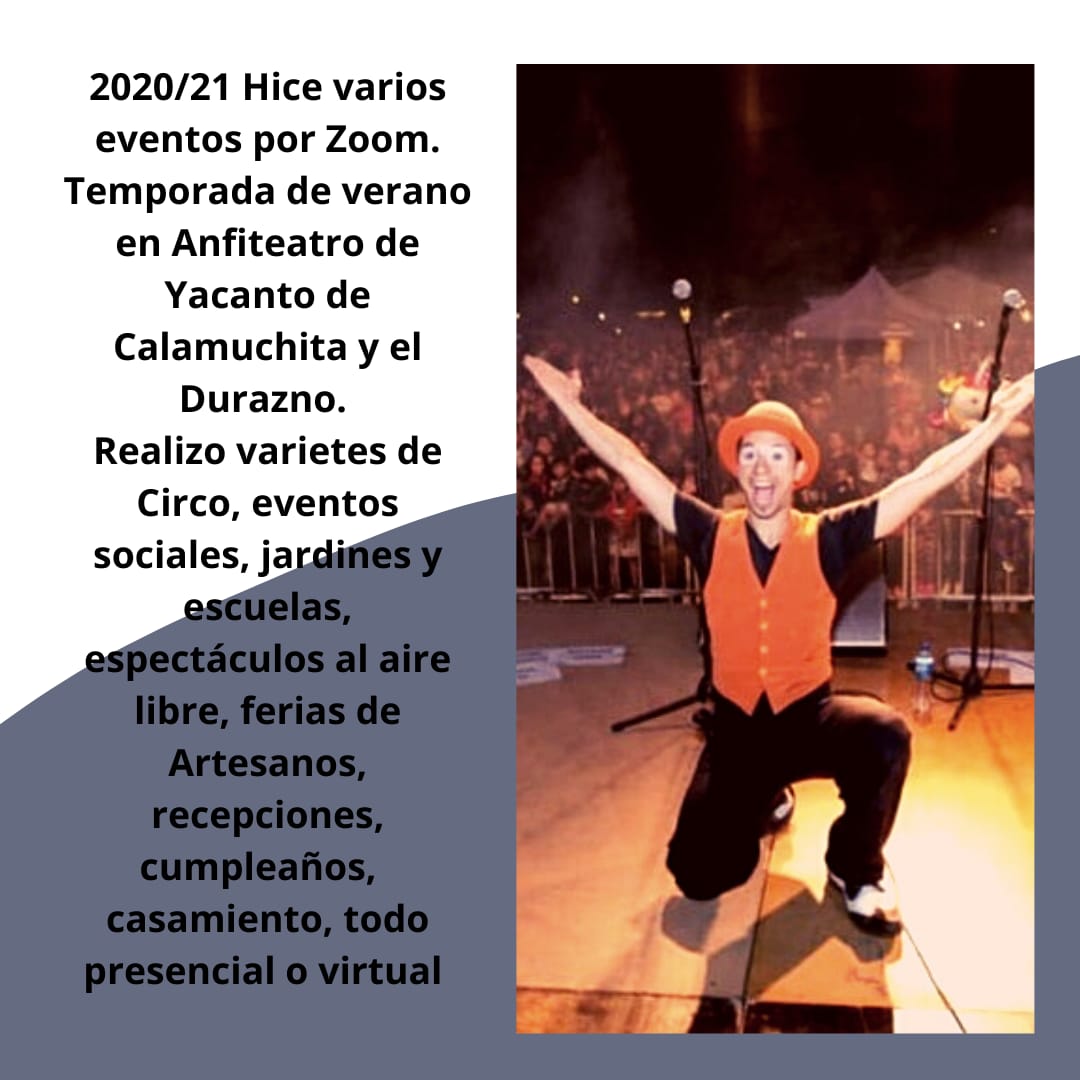 2020/21 Hice varios
eventos por Zoom.
Temporada de verano
en Anfiteatro de
Yacanto de
Calamuchita y el
Durazno.
Realizo varietes de
Circo, eventos
sociales, jardines y
escuelas,
espectáculos al aire
libre, ferias de
Artesanos,
recepciones,
cumpleaños,
casamiento, todo
presencial o virtual